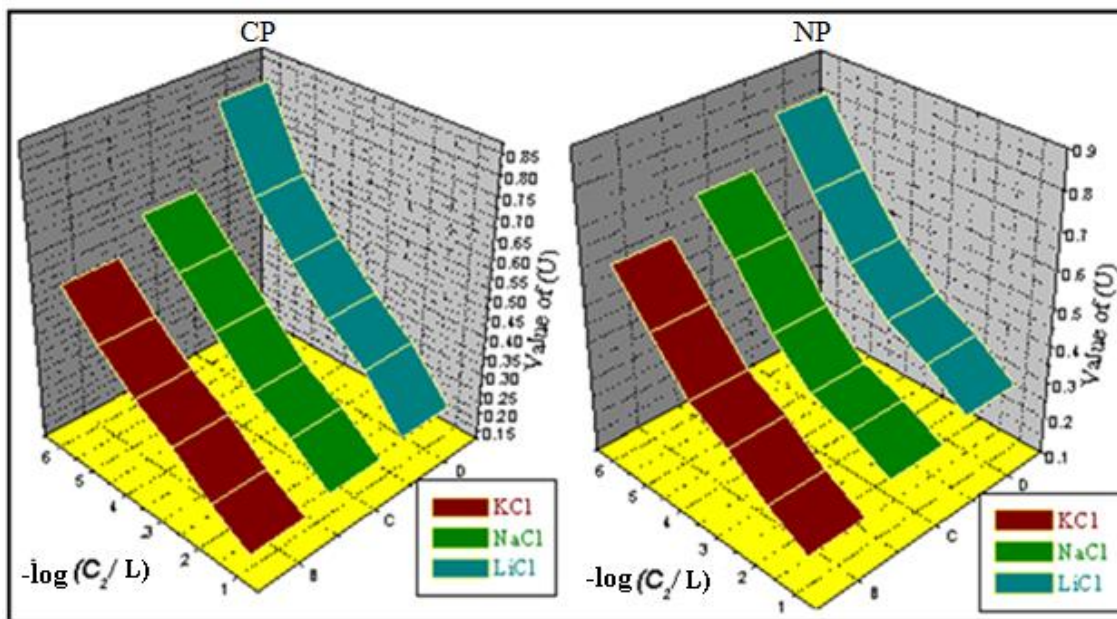 CP
0.85
0.80
0.75
0.70
0.65
0.60
0.55
0.50
0.45
0.40
0.35
0.30
0.25
0.20
0.15
Value of (U)
6
5
4
3
2
1
-log (C₂/ L)
B
C
D
KCl
NaCl
LiCl
NP
0.9
0.8
0.7
0.6
0.5
0.4
0.3
0.2
0.1
Value of (U)
6
5
4
3
2
1
-log (C₂/ L)
B
C
D
KCl
NaCl
LiCl